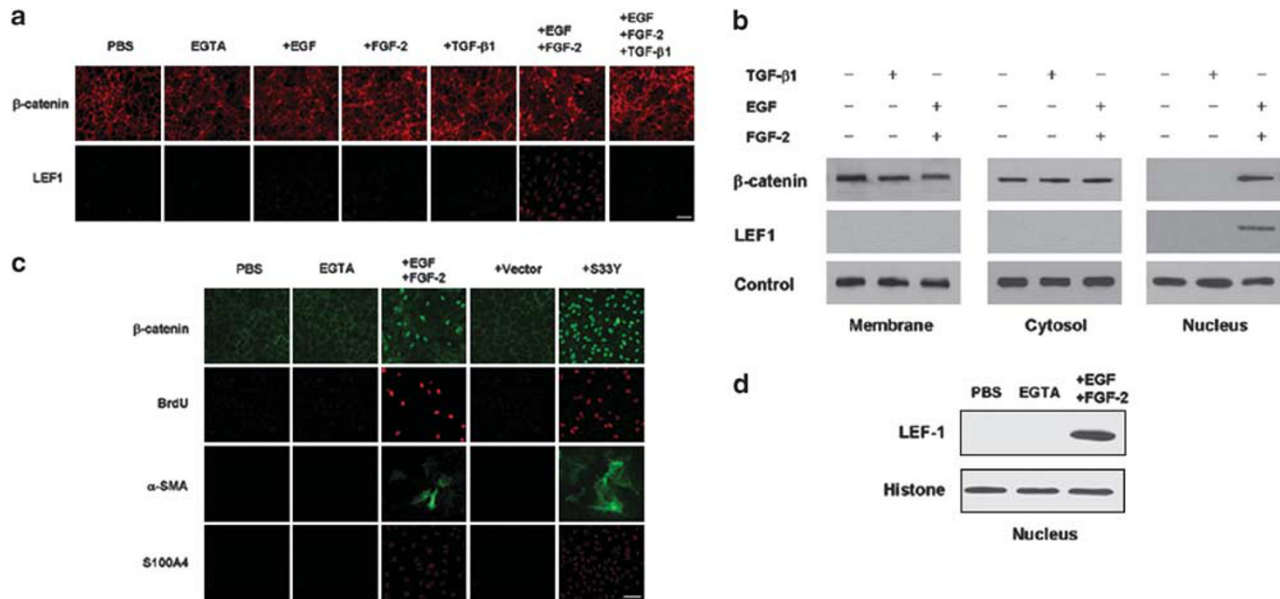 a
PBS EGTA +EGF +FGF-2 +TGF-β1 +EGF +FGF-2 +EGF +FGF-2 +TGF-β1
β-catenin
LEF1
b
TGF-β1 − + − − + − − + −
EGF − − + − − + − − +
FGF-2 − − + − − + − − +
β-catenin
LEF1
Control
Membrane Cytosol Nucleus
c
PBS EGTA +EGF +FGF-2 +Vector +S33Y
β-catenin
BrdU
α-SMA
S100A4
d
PBS EGTA +EGF +FGF-2
LEF-1
Histone
Nucleus